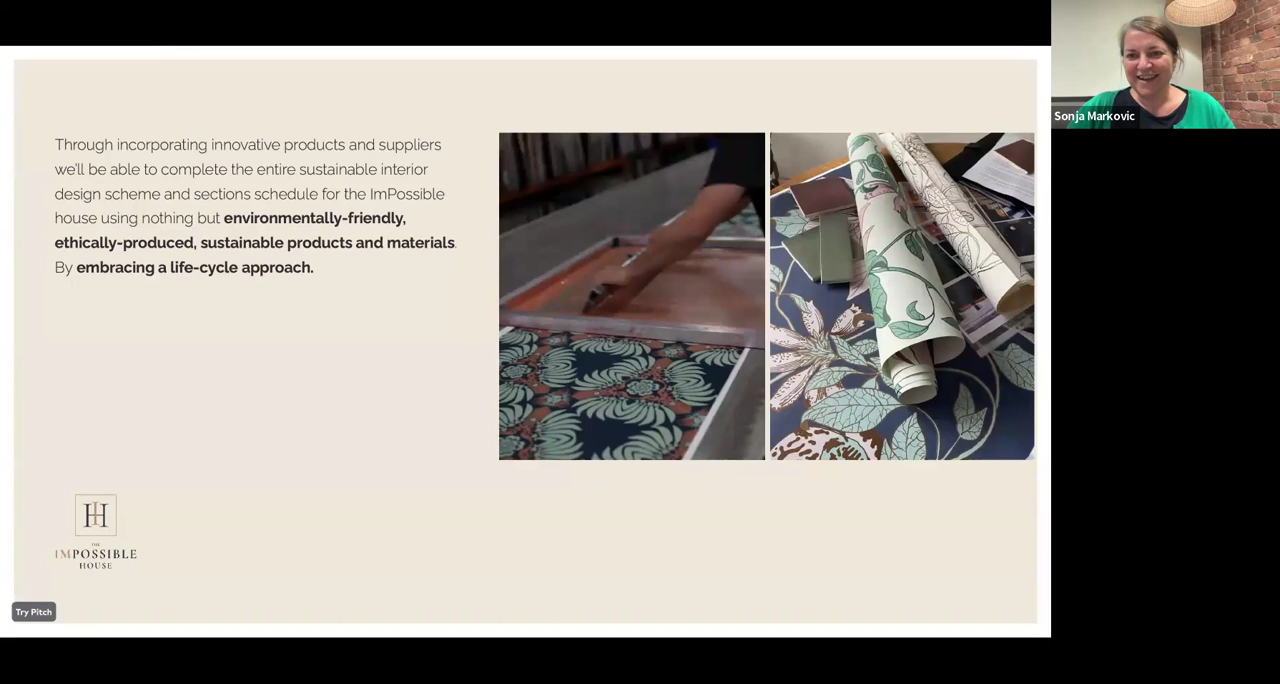 Sonja Markovic
Through incorporating innovative products and suppliers
we'll be able to complete the entire sustainable interior
design scheme and sections schedule for the ImPossible
house using nothing but environmentally-friendly,
ethically-produced, sustainable products and materials.
By embracing a life-cycle approach.
THE
IMPOSSIBLE
HOUSE
Try Pitch